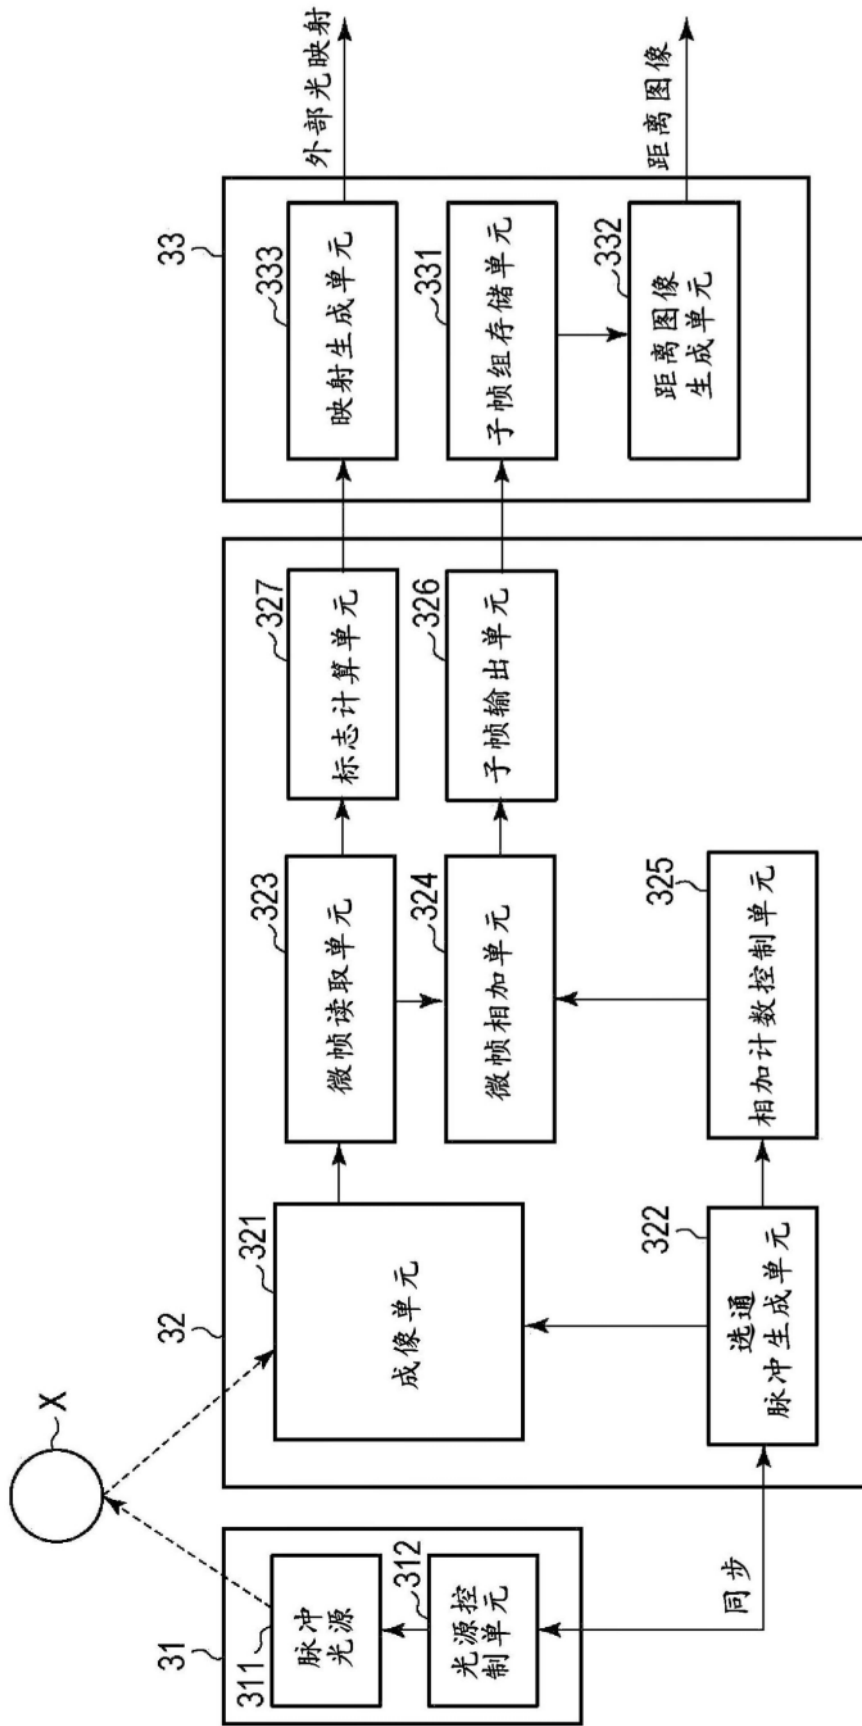 X
31
311
脉冲
光源
312
光源控
制单元
同步
32
321
成像单元
322
选通
脉冲生成单元
323
微帧读取单元
324
微帧相加单元
325
相加计数控制单元
327
标志计算单元
326
子帧输出单元
33
333
映射生成单元
331
子帧组存储单元
332
距离图像
生成单元
外部光映射
距离图像